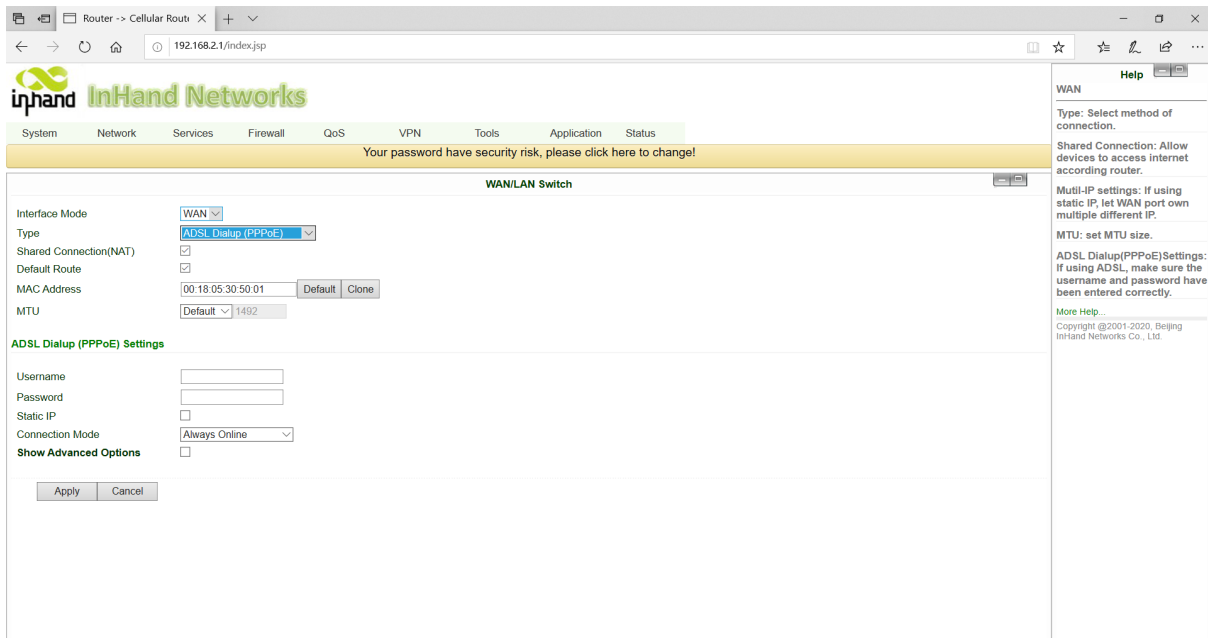 Router -> Cellular Route
192.168.2.1/index.jsp
inhand InHand Networks
System Network Services Firewall QoS VPN Tools Application Status
Your password have security risk, please click here to change!
WAN/LAN Switch
Interface Mode WAN
Type ADSL Dialup (PPPoE)
Shared Connection(NAT)
Default Route
MAC Address 00:18:05:30:50:01 Default Clone
MTU Default 1492
ADSL Dialup (PPPoE) Settings
Username
Password
Static IP
Connection Mode Always Online
Show Advanced Options
Apply Cancel
Help
WAN
Type: Select method of
connection.
Shared Connection: Allow
devices to access internet
according router.
Mutil-IP settings: If using
static IP, let WAN port own
multiple different IP.
MTU: set MTU size.
ADSL Dialup(PPPoE)Settings:
If using ADSL, make sure the
username and password have
been entered correctly.
More Help...
Copyright @2001-2020, Beijing
InHand Networks Co., Ltd.